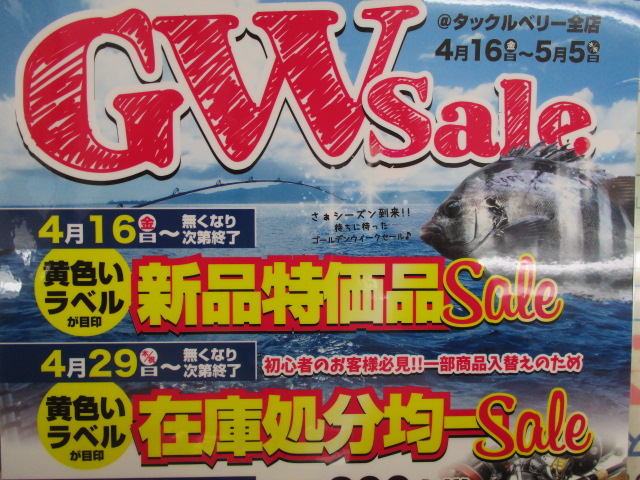 GW Sale
@タックルベリー全店
4月16日金～5月5日木・祝
さぁシーズン到来!!
待ちに待った
ゴールデンウィークセール♪
4月16日金～無くなり次第終了
黄色いラベルが目印
新品特価品Sale
4月29日木/祝～無くなり次第終了
初心者のお客様必見!!一部商品入替えのため
黄色いラベルが目印
在庫処分均一Sale